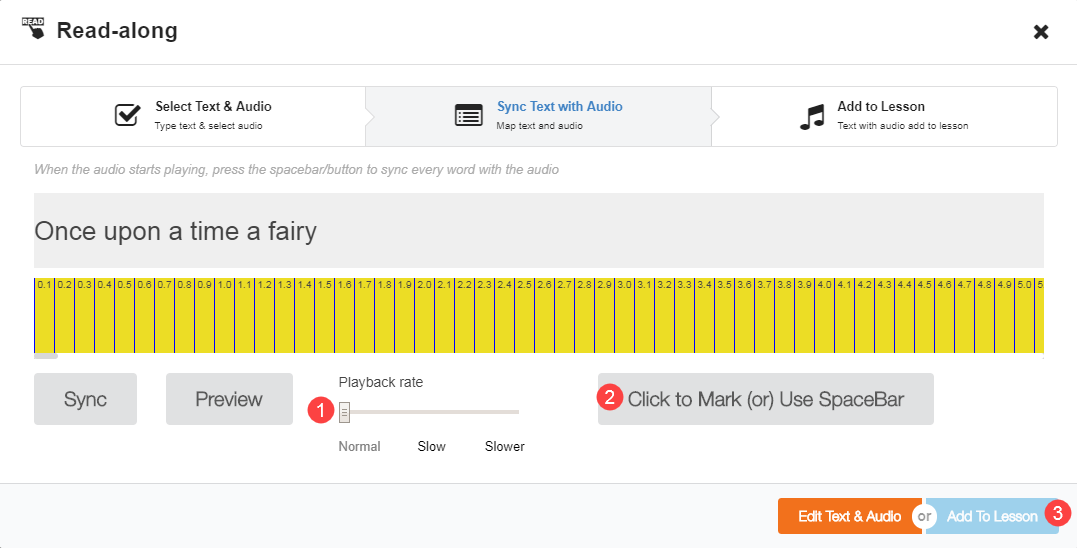 READ
Read-along
Select Text & Audio
Type text & select audio
Sync Text with Audio
Map text and audio
Add to Lesson
Text with audio add to lesson
When the audio starts playing, press the spacebar/button to sync every word with the audio
Once upon a time a fairy
0.1 0.2 0.3 0.4 0.5 0.6 0.7 0.8 0.9 1.0 1.1 1.2 1.3 1.4 1.5 1.6 1.7 1.8 1.9 2.0 2.1 2.2 2.3 2.4 2.5 2.6 2.7 2.8 2.9 3.0 3.1 3.2 3.3 3.4 3.5 3.6 3.7 3.8 3.9 4.0 4.1 4.2 4.3 4.4 4.5 4.6 4.7 4.8 4.9 5.0 5
Sync
Preview
Playback rate
1
Normal Slow Slower
2 Click to Mark (or) Use SpaceBar
Edit Text & Audio or Add To Lesson 3